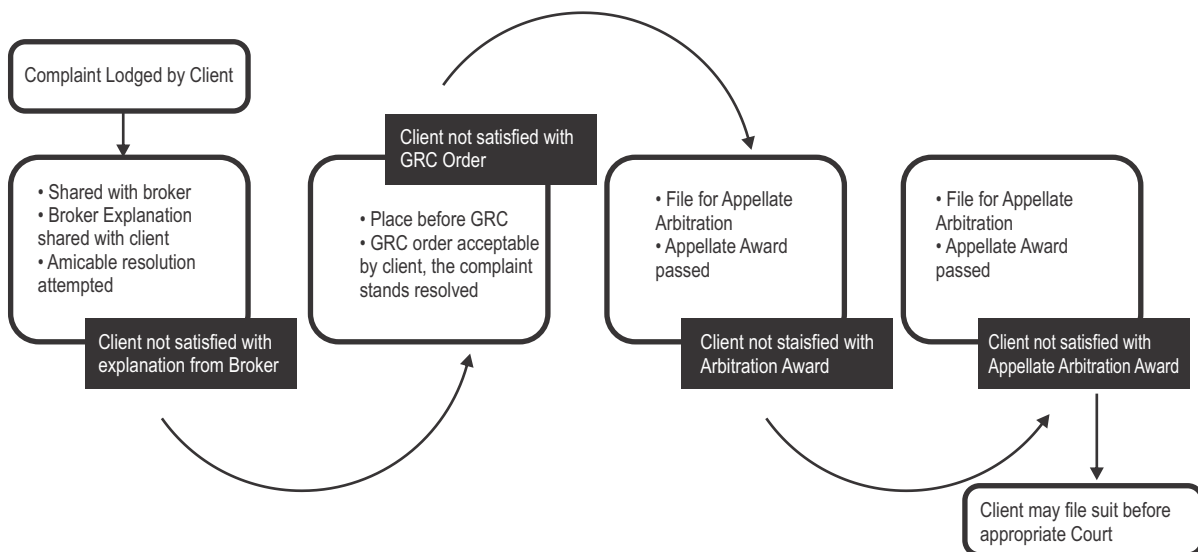 Complaint Lodged by Client
• Shared with broker
• Broker Explanation
shared with client
• Amicable resolution
attempted
Client not satisfied with
explanation from Broker
Client not satisfied with
GRC Order
• Place before GRC
• GRC order acceptable
by client, the complaint
stands resolved
• File for Appellate
Arbitration
• Appellate Award
passed
Client not staisfied with
Arbitration Award
• File for Appellate
Arbitration
• Appellate Award
passed
Client not satisfied with
Appellate Arbitration Award
Client may file suit before
appropriate Court